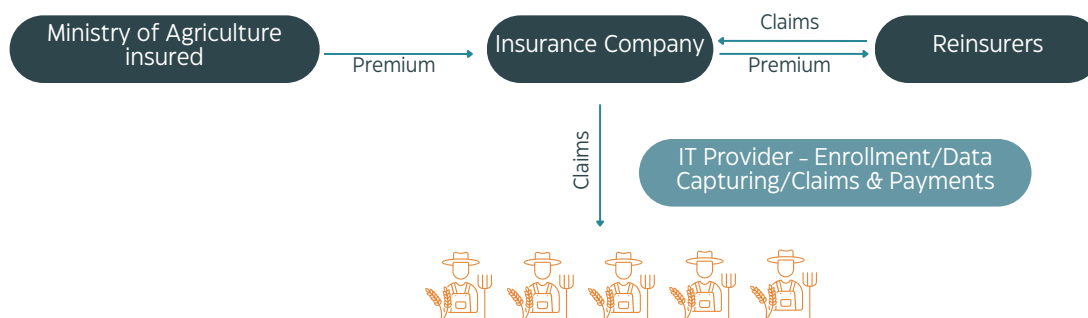 Ministry of Agriculture
insured
Premium
Insurance Company
Claims
Premium
Reinsurers
Claims
IT Provider – Enrollment/Data
Capturing/Claims & Payments